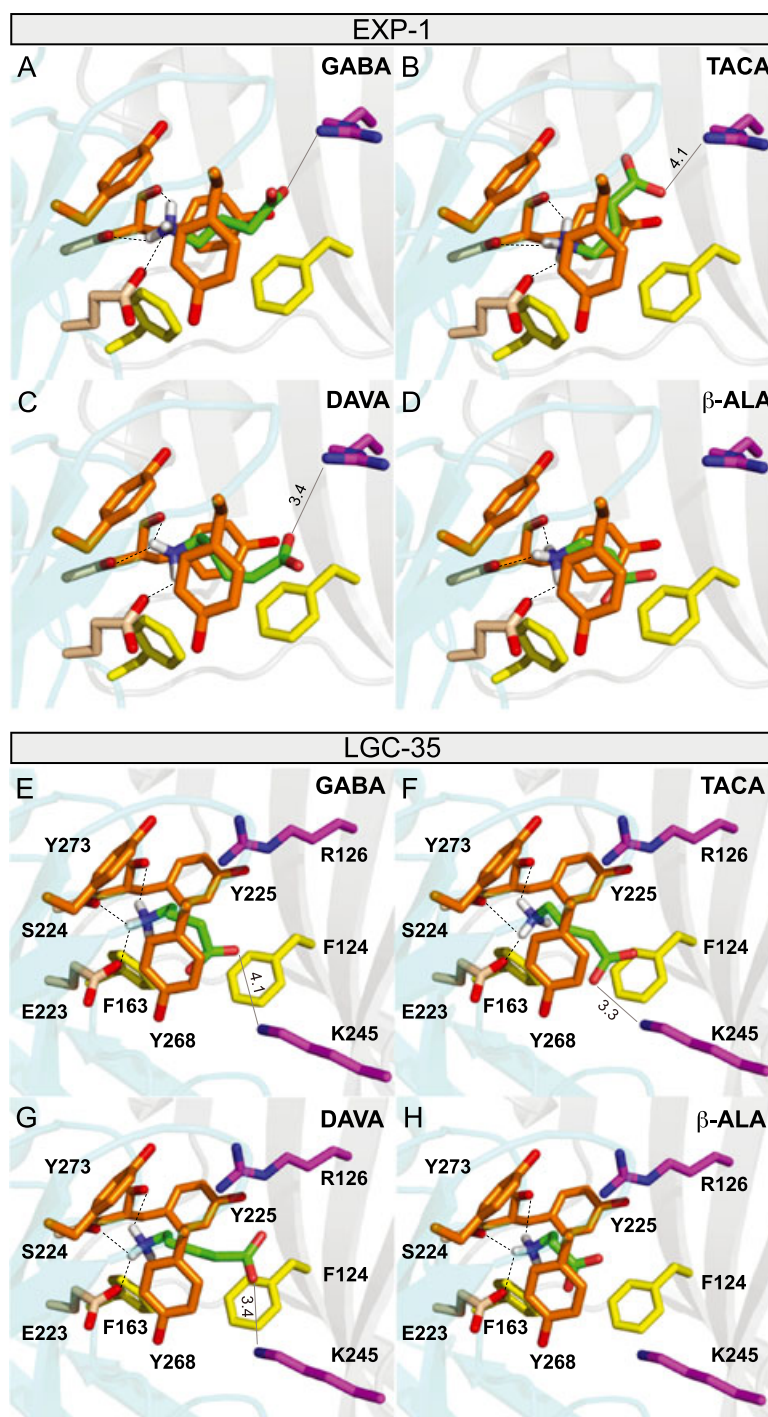 EXP-1
A GABA
B TACA
4.1
C DAVA
3.4
D β-ALA
LGC-35
E GABA
Y273
R126
Y225
S224
F124
4.1
E223
F163
Y268
K245
F TACA
Y273
R126
Y225
S224
F124
3.3
E223
F163
Y268
K245
G DAVA
Y273
R126
Y225
S224
F124
3.4
E223
F163
Y268
K245
H β-ALA
Y273
R126
Y225
S224
F124
E223
F163
Y268
K245